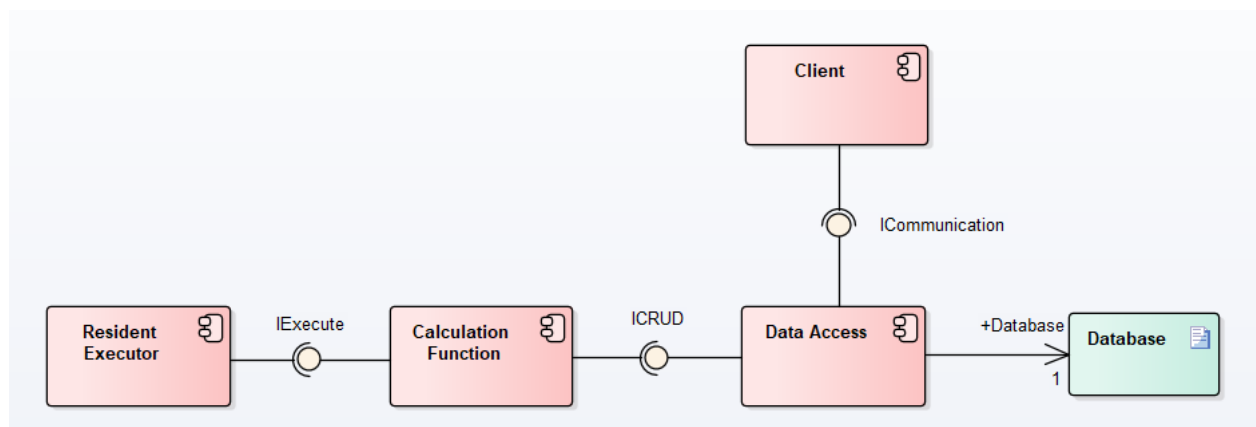 Client
ICommunication
Resident
Executor
IExecute
Calculation
Function
ICRUD
Data Access
+Database
1
Database